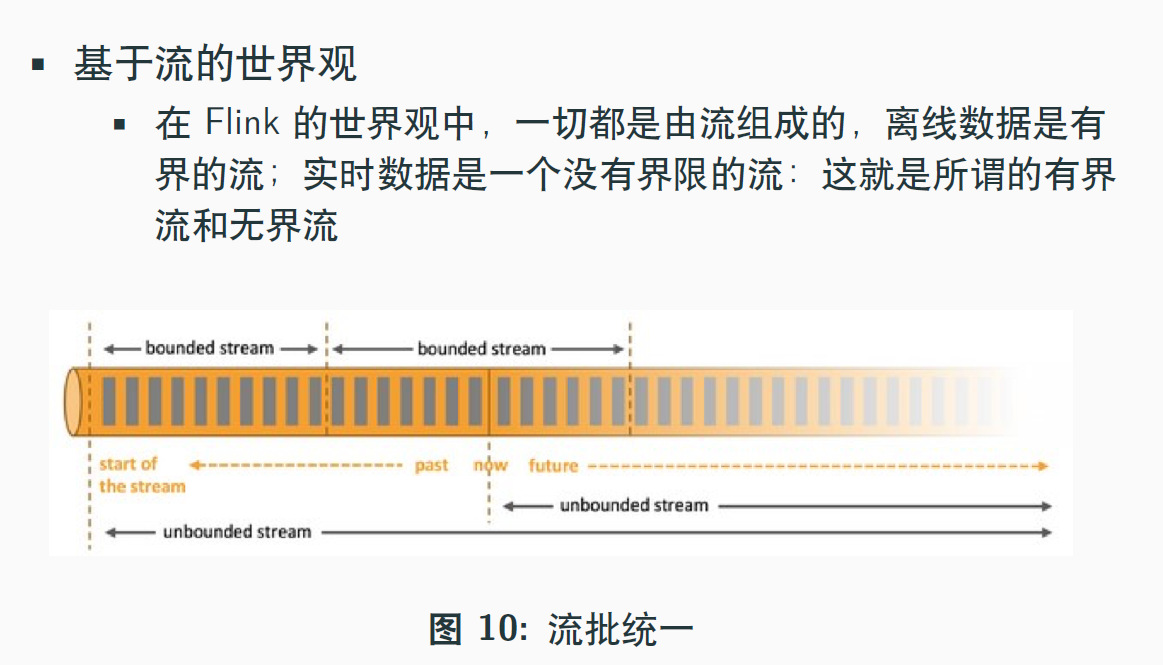 基于流的世界观
在 Flink 的世界观中，一切都是由流组成的，离线数据是有
界的流；实时数据是一个没有界限的流：这就是所谓的有界
流和无界流
bounded stream bounded stream
start of past now future
the stream
unbounded stream
unbounded stream
图 10: 流批统一